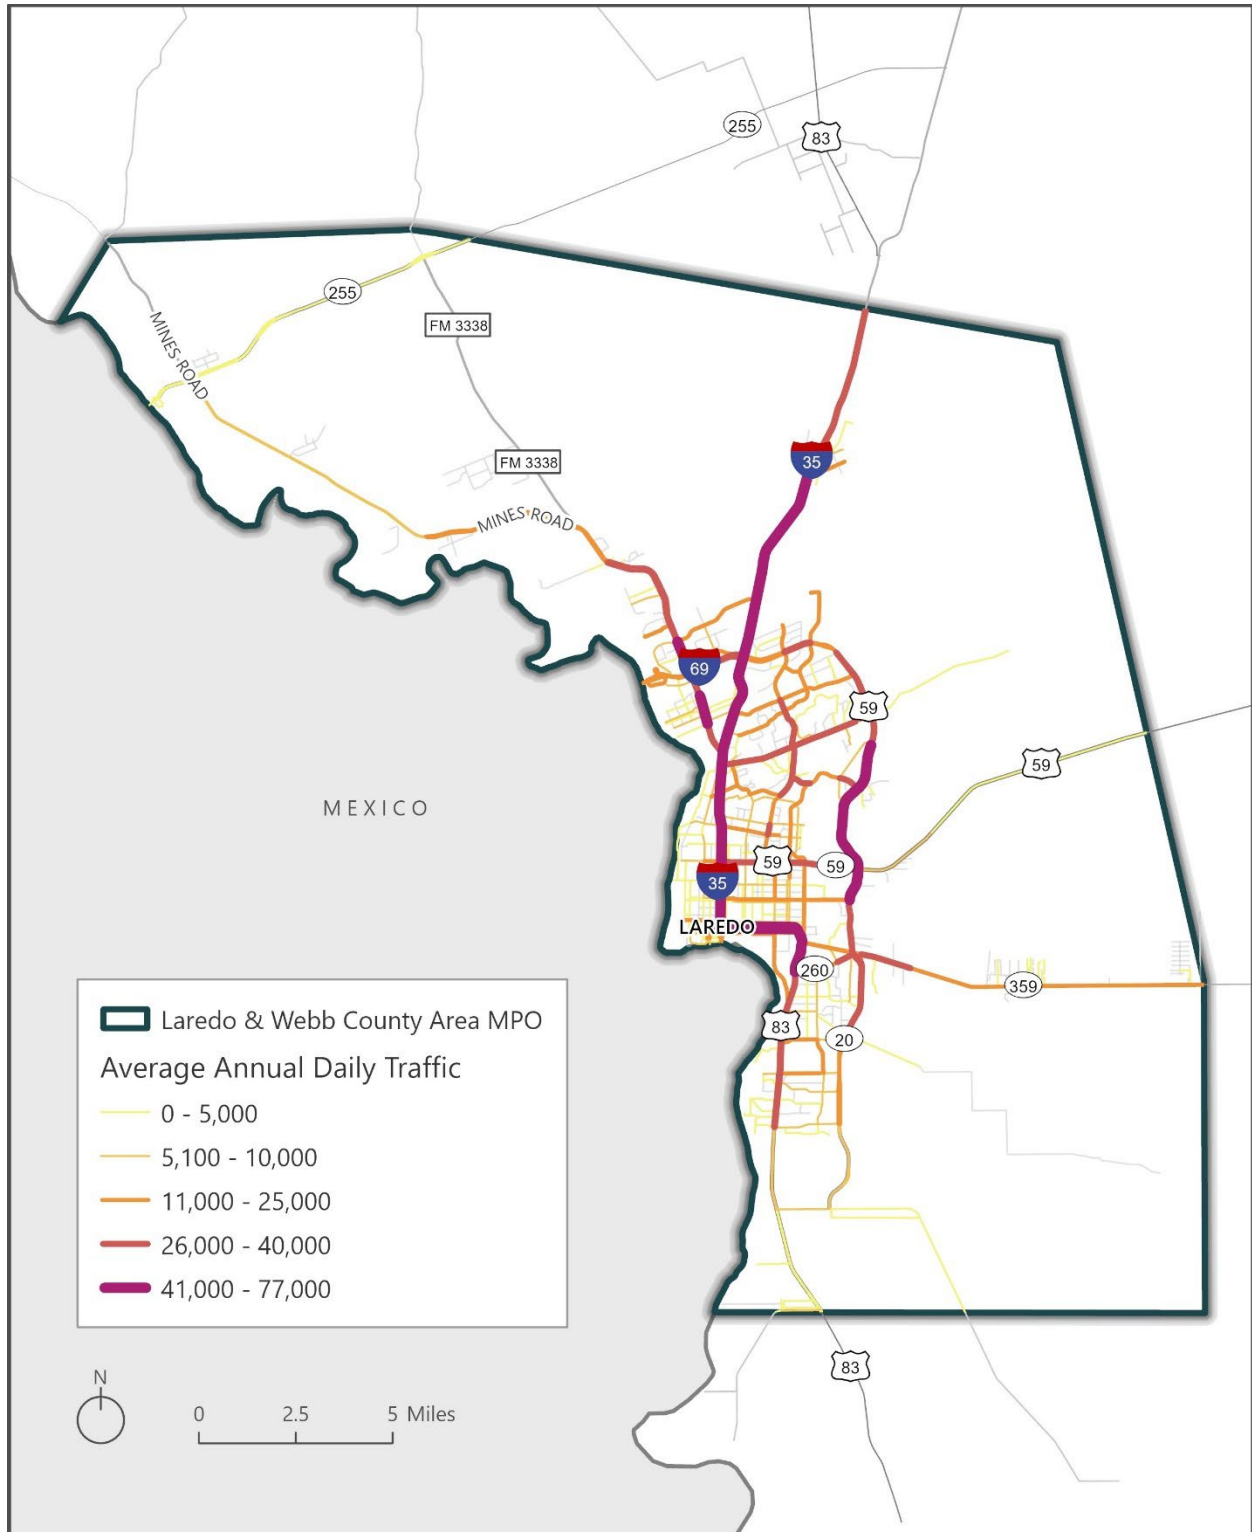 255
83
255
FM 3338
MINES ROAD
35
FM 3338
MINES ROAD
69
59
59
MEXICO
59
59
35
LAREDO
260
359
83
20
Laredo & Webb County Area MPO
Average Annual Daily Traffic
0 - 5,000
5,100 - 10,000
11,000 - 25,000
26,000 - 40,000
41,000 - 77,000
83
N
0 2.5 5 Miles